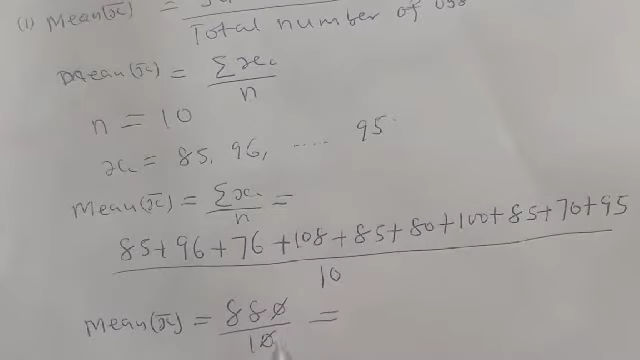 (1) Mean(x̄) =
Total number of obs
Mean(x̄) = Σxᵢ/n
n = 10
xᵢ = 85, 96, .... 95.
Mean(x̄) = Σxᵢ/n =
85+96+76+108+85+80+100+85+70+95
10
Mean(x̄) = 880/10 =